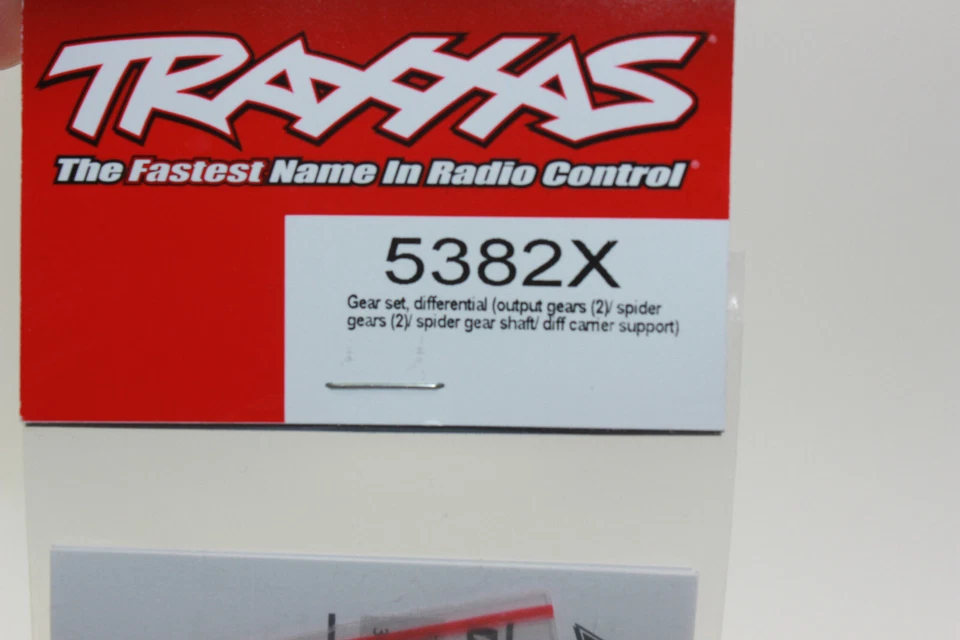 TRAXXAS
The Fastest Name In Radio Control
5382X
Gear set, differential (output gears (2)/ spider
gears (2)/ spider gear shaft/ diff carrier support)